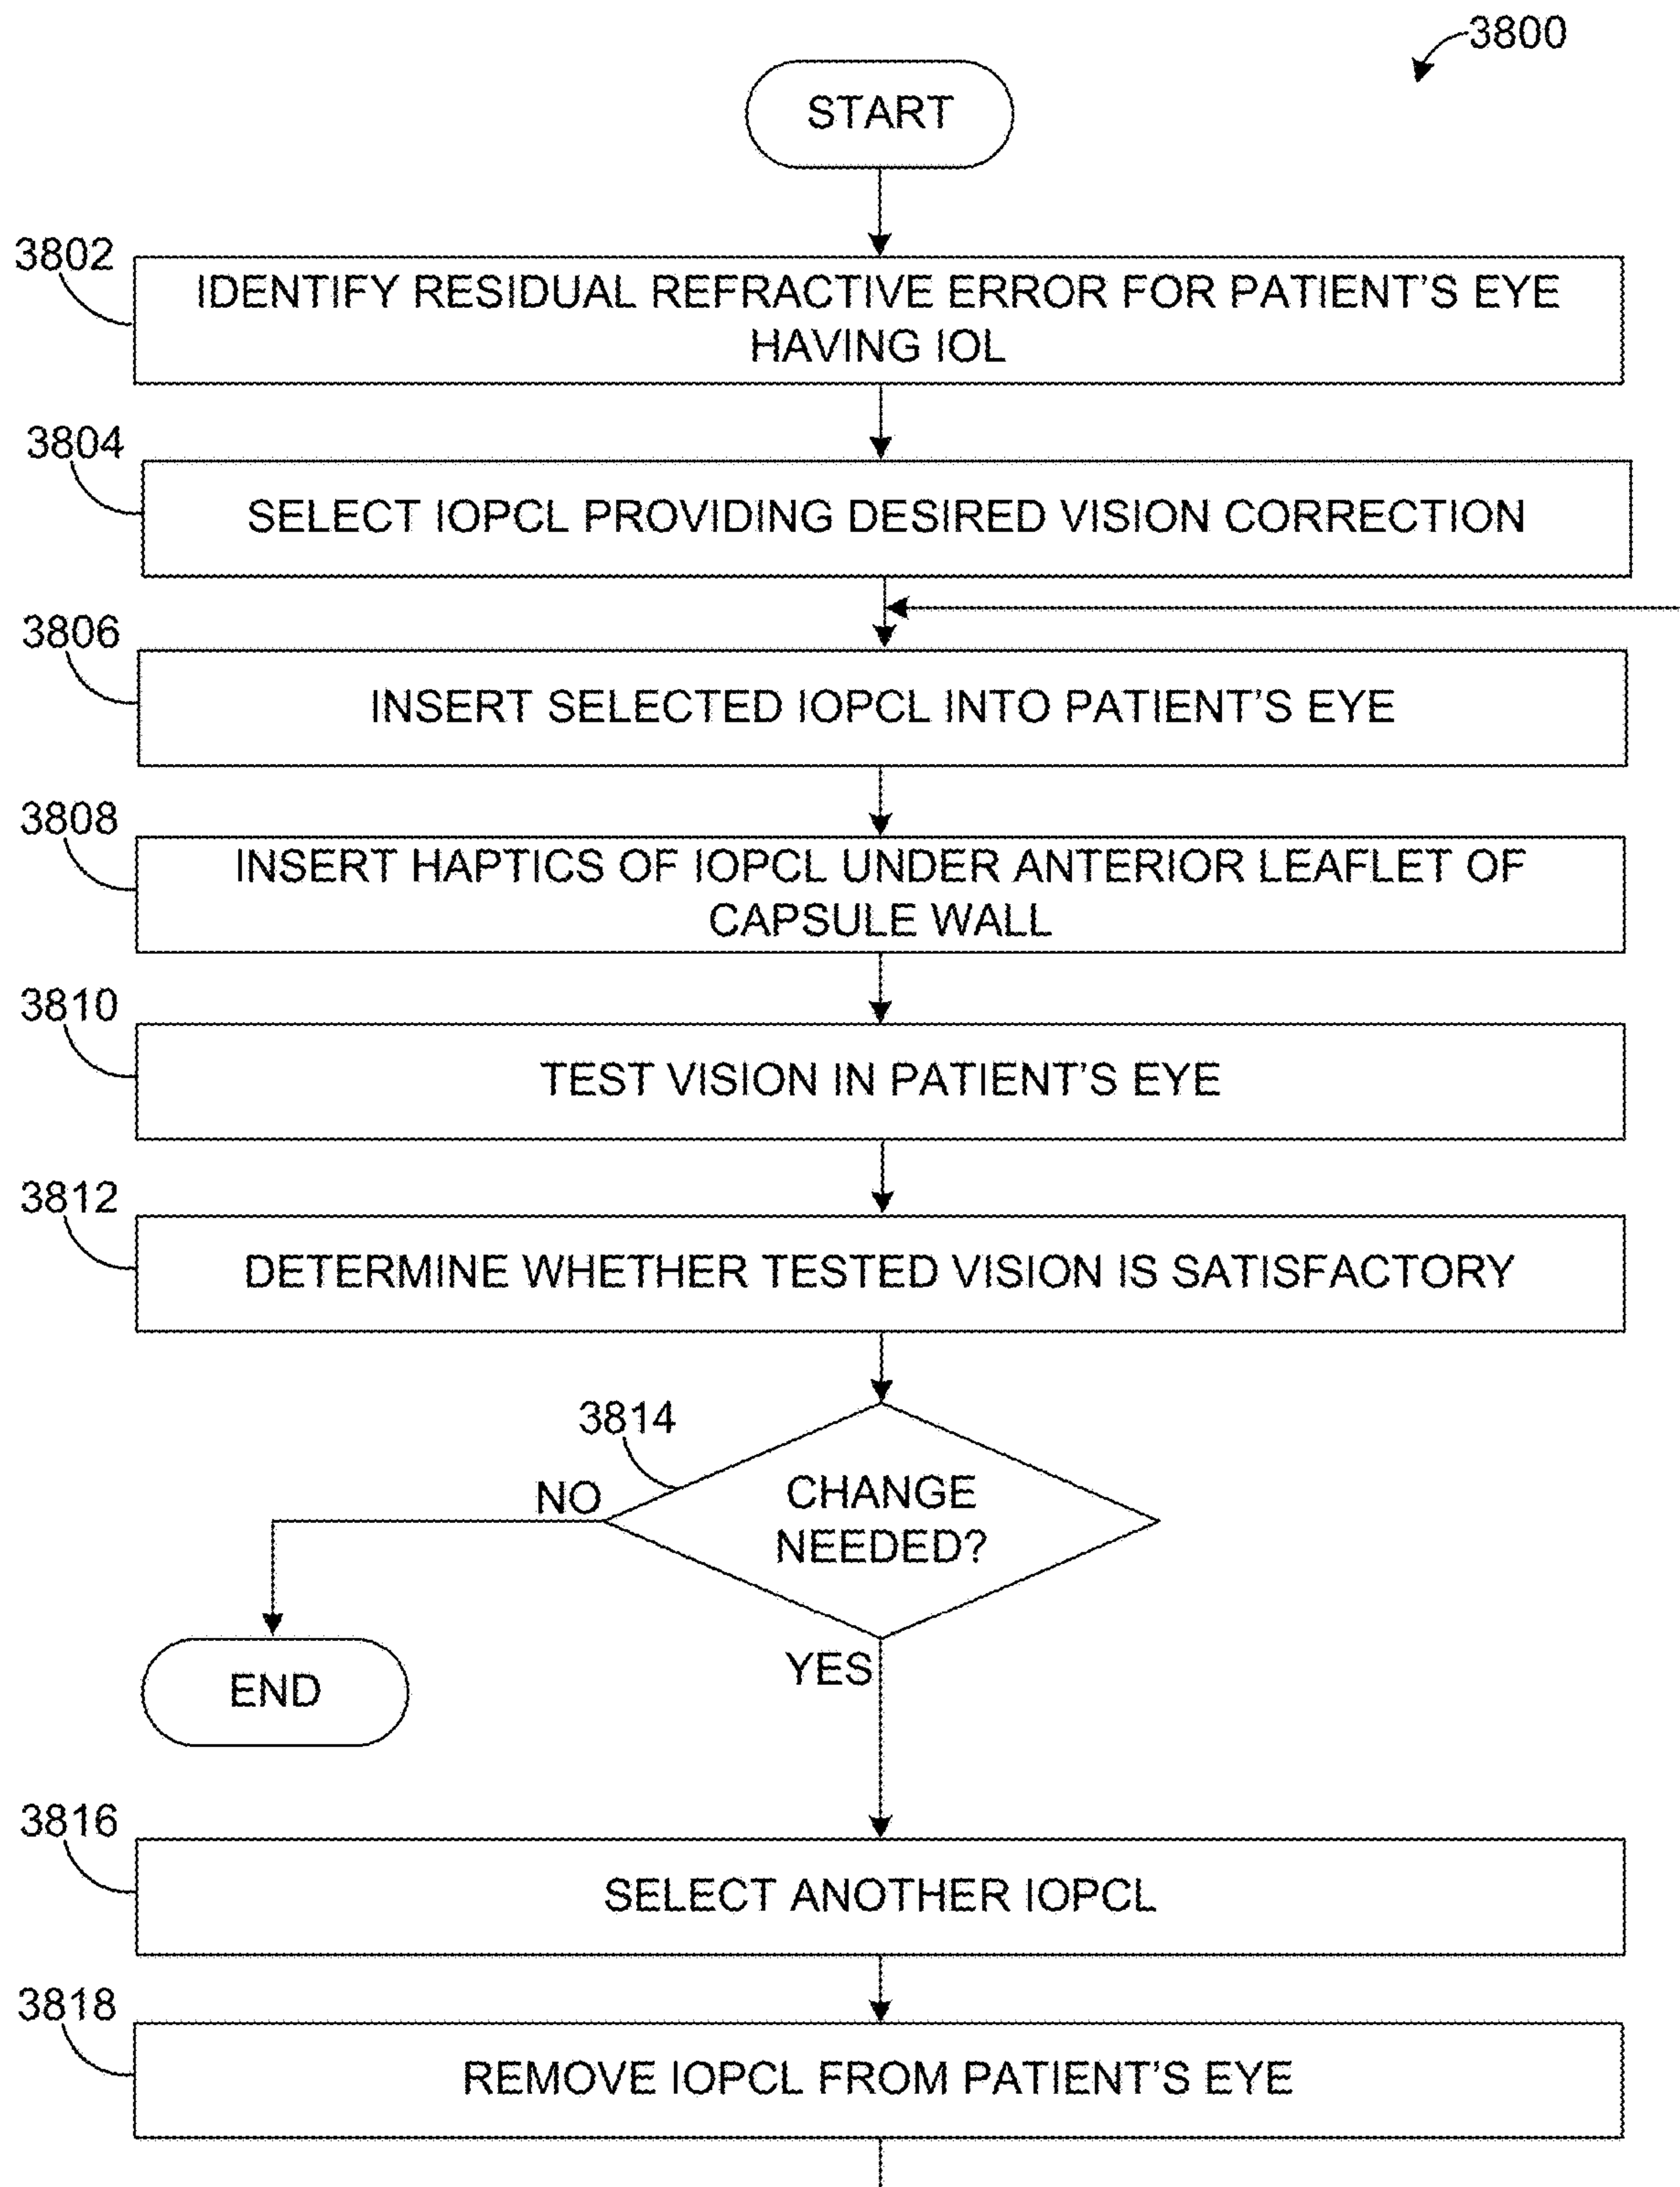 3800
START
3802
IDENTIFY RESIDUAL REFRACTIVE ERROR FOR PATIENT'S EYE
HAVING IOL
3804
SELECT IOPCL PROVIDING DESIRED VISION CORRECTION
3806
INSERT SELECTED IOPCL INTO PATIENT'S EYE
3808
INSERT HAPTICS OF IOPCL UNDER ANTERIOR LEAFLET OF
CAPSULE WALL
3810
TEST VISION IN PATIENT'S EYE
3812
DETERMINE WHETHER TESTED VISION IS SATISFACTORY
3814
CHANGE
NEEDED?
NO
END
YES
3816
SELECT ANOTHER IOPCL
3818
REMOVE IOPCL FROM PATIENT'S EYE